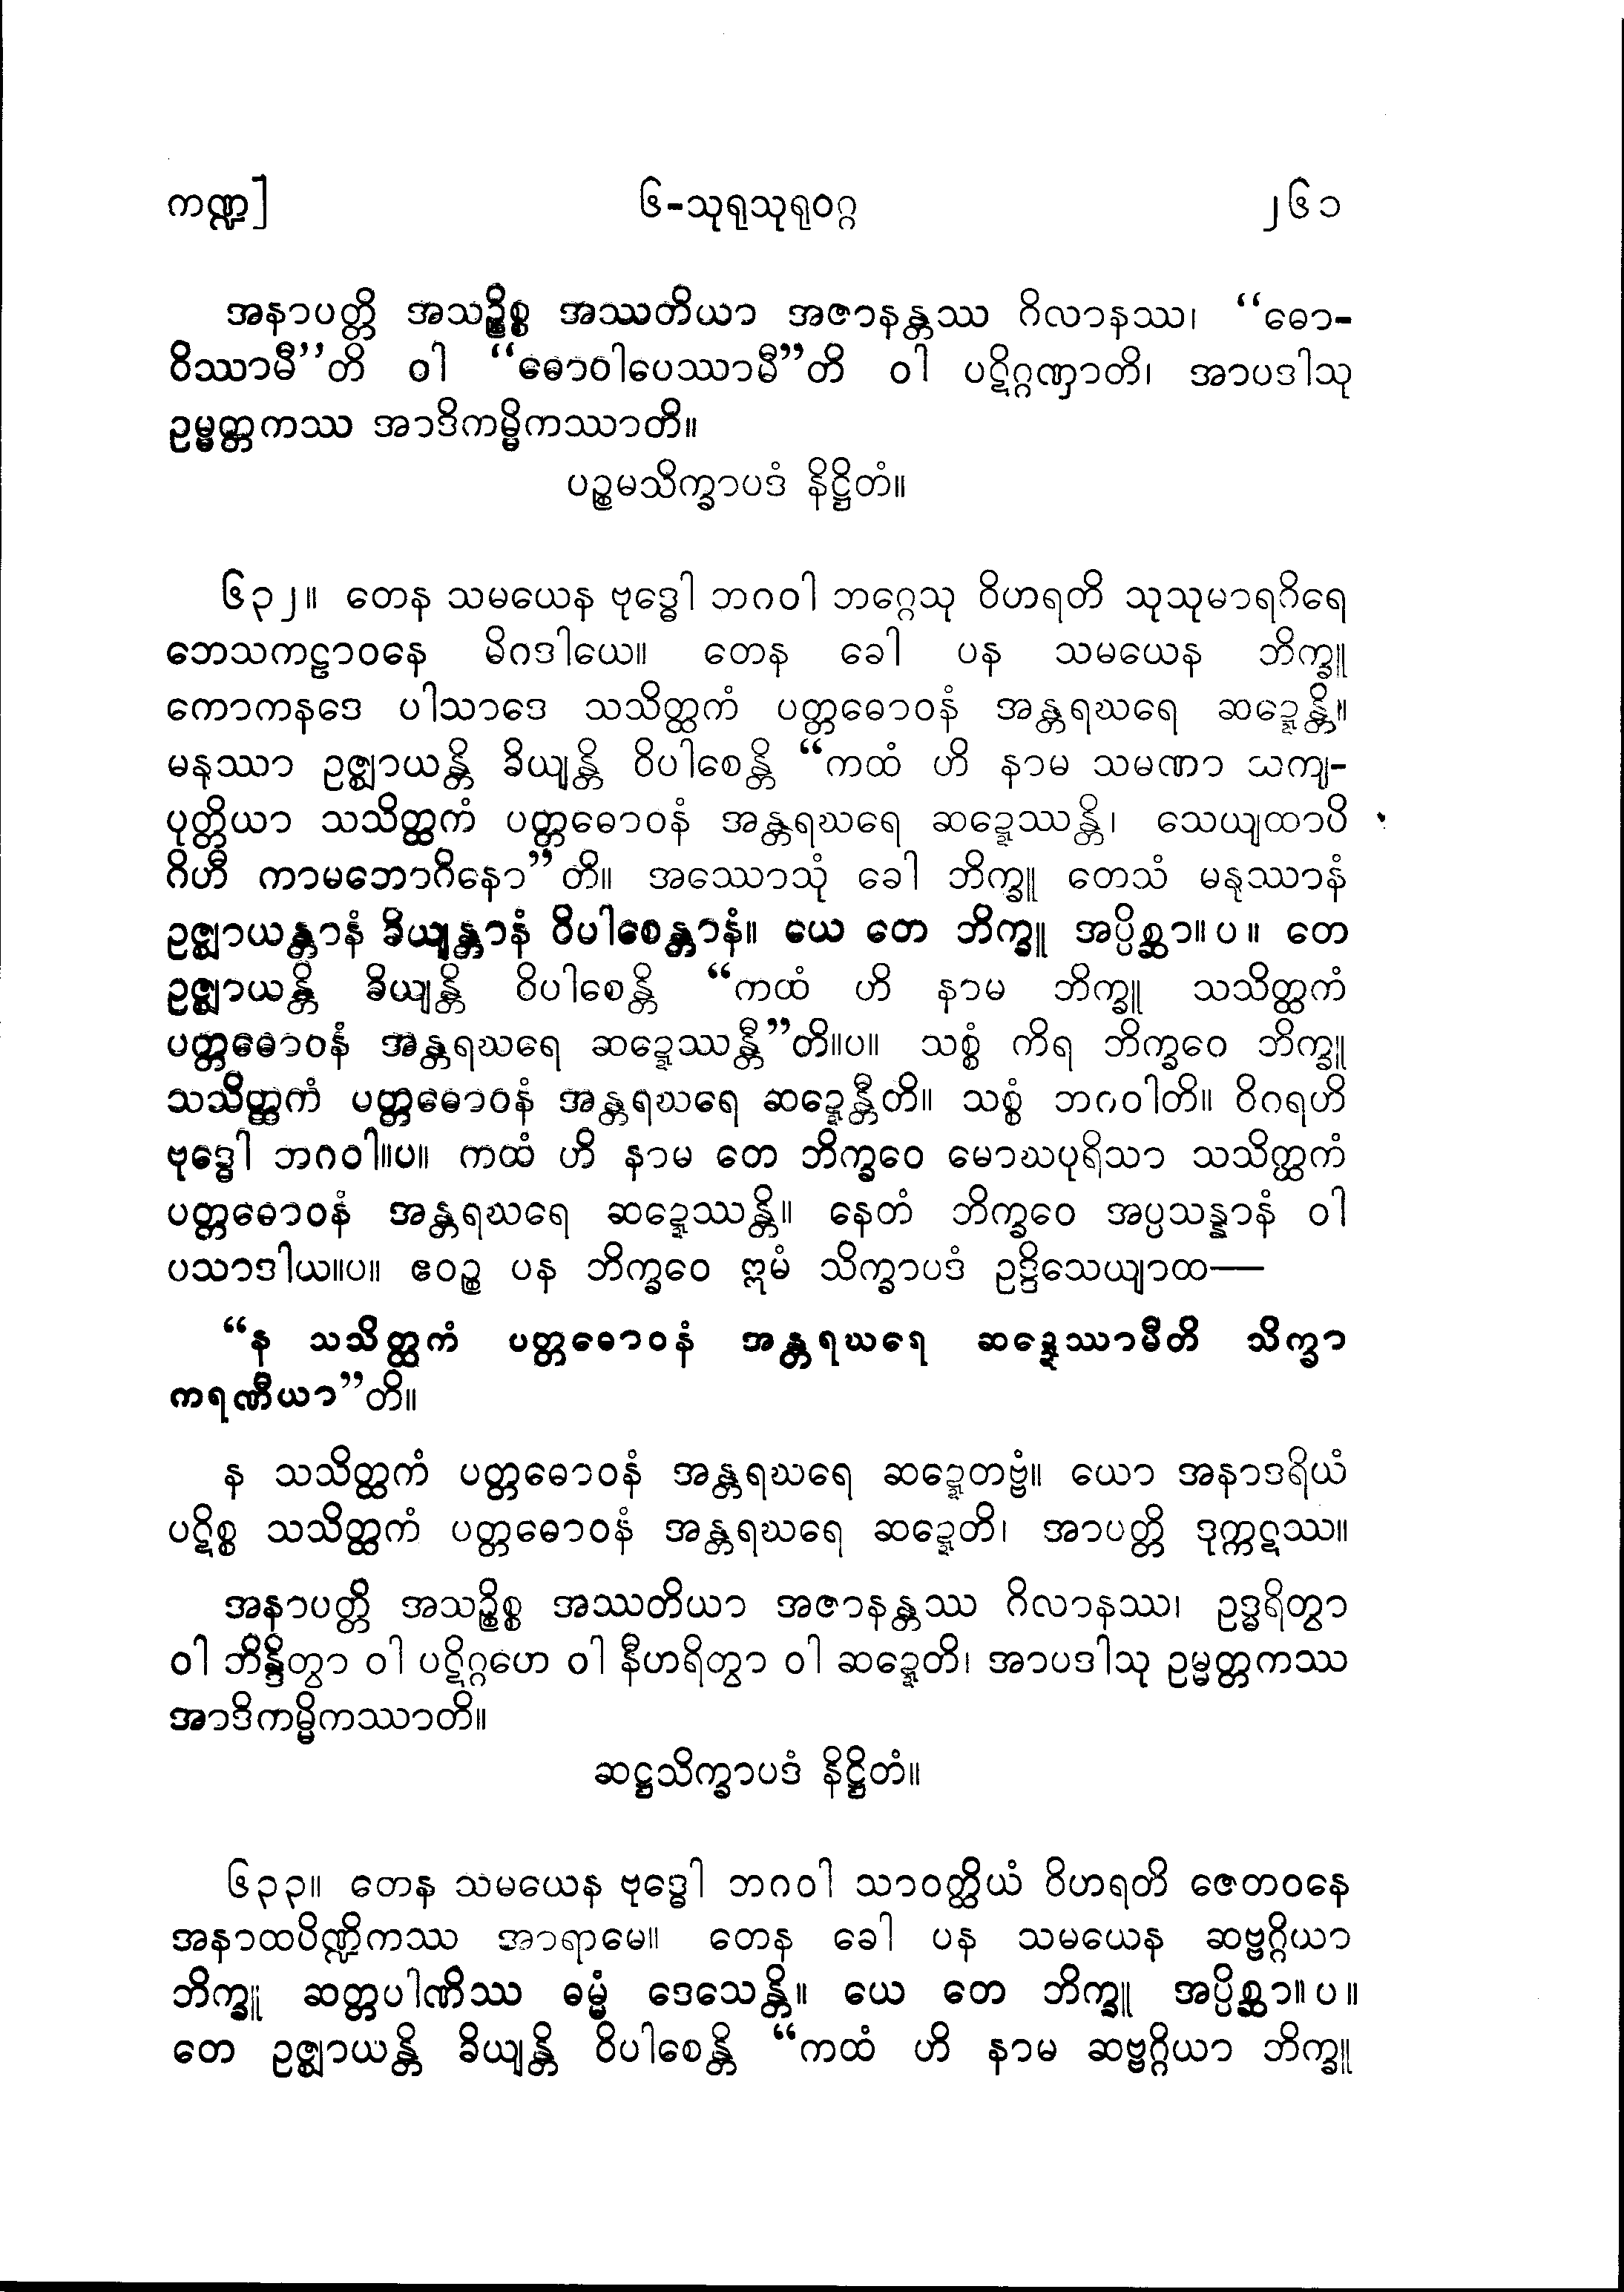 ကဏ္ဍ] ၆-သုရုသုရုဝဂ္ဂ ၂၆၁
အနာပတ္တိ အသဉ္စိစ္စ အဿတိယာ အဇာနန္တဿ ဂိလာနဿ၊ “ဓော-
ဝိဿာမီ”တိ ဝါ “ဓောဝါပေဿာမီ”တိ ဝါ ပဋိဂ္ဂဏှာတိ၊ အာပဒါသု
ဥမ္မတ္တကဿ အာဒိကမ္မိကဿာတိ။
ပဉ္စမသိက္ခာပဒံ နိဋ္ဌိတံ။
၆၃၂။ တေန သမယေန ဗုဒ္ဓေါ ဘဂဝါ ဘဂ္ဂေသု ဝိဟရတိ သုသုမာရဂိရေ
ဘေသကဠာဝနေ မိဂဒါယေ။ တေန ခေါ ပန သမယေန ဘိက္ခူ
ကောကနဒေ ပါသာဒေ သသိတ္ထကံ ပတ္တဓောဝနံ အန္တရဃရေ ဆဍ္ဍေန္တိ။
မနုဿာ ဥဇ္ဈာယန္တိ ခိယျန္တိ ဝိပါစေန္တိ “ကထံ ဟိ နာမ သမဏာ သကျ-
ပုတ္တိယာ သသိတ္ထကံ ပတ္တဓောဝနံ အန္တရဃရေ ဆဍ္ဍေဿန္တိ၊ သေယျထာပိ
ဂိဟီ ကာမဘောဂိနော”တိ။ အဿောသုံ ခေါ ဘိက္ခူ တေသံ မနုဿာနံ
ဥဇ္ဈာယန္တာနံ ခိယျန္တာနံ ဝိပါစေန္တာနံ။ ယေ တေ ဘိက္ခူ အပ္ပိစ္ဆာ။ပ။ တေ
ဥဇ္ဈာယန္တိ ခိယျန္တိ ဝိပါစေန္တိ “ကထံ ဟိ နာမ ဘိက္ခူ သသိတ္ထကံ
ပတ္တဓောဝနံ အန္တရဃရေ ဆဍ္ဍေဿန္တီ”တိ။ပ။ သစ္စံ ကိရ ဘိက္ခဝေ ဘိက္ခူ
သသိတ္ထကံ ပတ္တဓောဝနံ အန္တရဃရေ ဆဍ္ဍေန္တီတိ။ သစ္စံ ဘဂဝါတိ။ ဝိဂရဟိ
ဗုဒ္ဓေါ ဘဂဝါ။ပ။ ကထံ ဟိ နာမ တေ ဘိက္ခဝေ မောဃပုရိသာ သသိတ္ထကံ
ပတ္တဓောဝနံ အန္တရဃရေ ဆဍ္ဍေဿန္တိ။ နေတံ ဘိက္ခဝေ အပ္ပသန္နာနံ ဝါ
ပသာဒါယ။ပ။ ဧဝဉ္စ ပန ဘိက္ခဝေ ဣမံ သိက္ခာပဒံ ဥဒ္ဒိသေယျာထ—
“န သသိတ္ထကံ ပတ္တဓောဝနံ အန္တရဃရေ ဆဍ္ဍေဿာမီတိ သိက္ခာ
ကရဏီယာ”တိ။
န သသိတ္ထကံ ပတ္တဓောဝနံ အန္တရဃရေ ဆဍ္ဍေတဗ္ဗံ။ ယော အနာဒရိယံ
ပဋိစ္စ သသိတ္ထကံ ပတ္တဓောဝနံ အန္တရဃရေ ဆဍ္ဍေတိ၊ အာပတ္တိ ဒုက္ကဋဿ။
အနာပတ္တိ အသဉ္စိစ္စ အဿတိယာ အဇာနန္တဿ ဂိလာနဿ၊ ဥဒ္ဓရိတွာ
ဝါ ဘိန္ဒိတွာ ဝါ ပဋိဂ္ဂဟေ ဝါ နီဟရိတွာ ဝါ ဆဍ္ဍေတိ၊ အာပဒါသု ဥမ္မတ္တကဿ
အာဒိကမ္မိကဿာတိ။
ဆဋ္ဌသိက္ခာပဒံ နိဋ္ဌိတံ။
၆၃၃။ တေန သမယေန ဗုဒ္ဓေါ ဘဂဝါ သာဝတ္ထိယံ ဝိဟရတိ ဇေတဝနေ
အနာထပိဏ္ဍိကဿ အာရာမေ။ တေန ခေါ ပန သမယေန ဆဗ္ဗဂ္ဂိယာ
ဘိက္ခူ ဆတ္တပါဏိဿ ဓမ္မံ ဒေသေန္တိ။ ယေ တေ ဘိက္ခူ အပ္ပိစ္ဆာ။ပ။
တေ ဥဇ္ဈာယန္တိ ခိယျန္တိ ဝိပါစေန္တိ “ကထံ ဟိ နာမ ဆဗ္ဗဂ္ဂိယာ ဘိက္ခူ